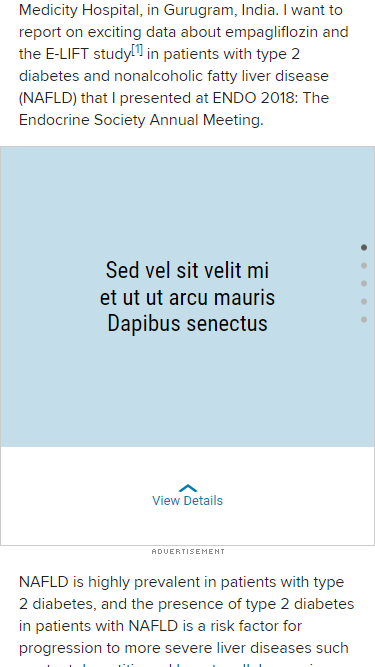 Medicity Hospital, in Gurugram, India. I want to
report on exciting data about empagliflozin and
the E-LIFT study[1] in patients with type 2
diabetes and nonalcoholic fatty liver disease
(NAFLD) that I presented at ENDO 2018: The
Endocrine Society Annual Meeting.
Sed vel sit velit mi
et ut ut arcu mauris
Dapibus senectus
View Details
ADVERTISEMENT
NAFLD is highly prevalent in patients with type
2 diabetes, and the presence of type 2 diabetes
in patients with NAFLD is a risk factor for
progression to more severe liver diseases such